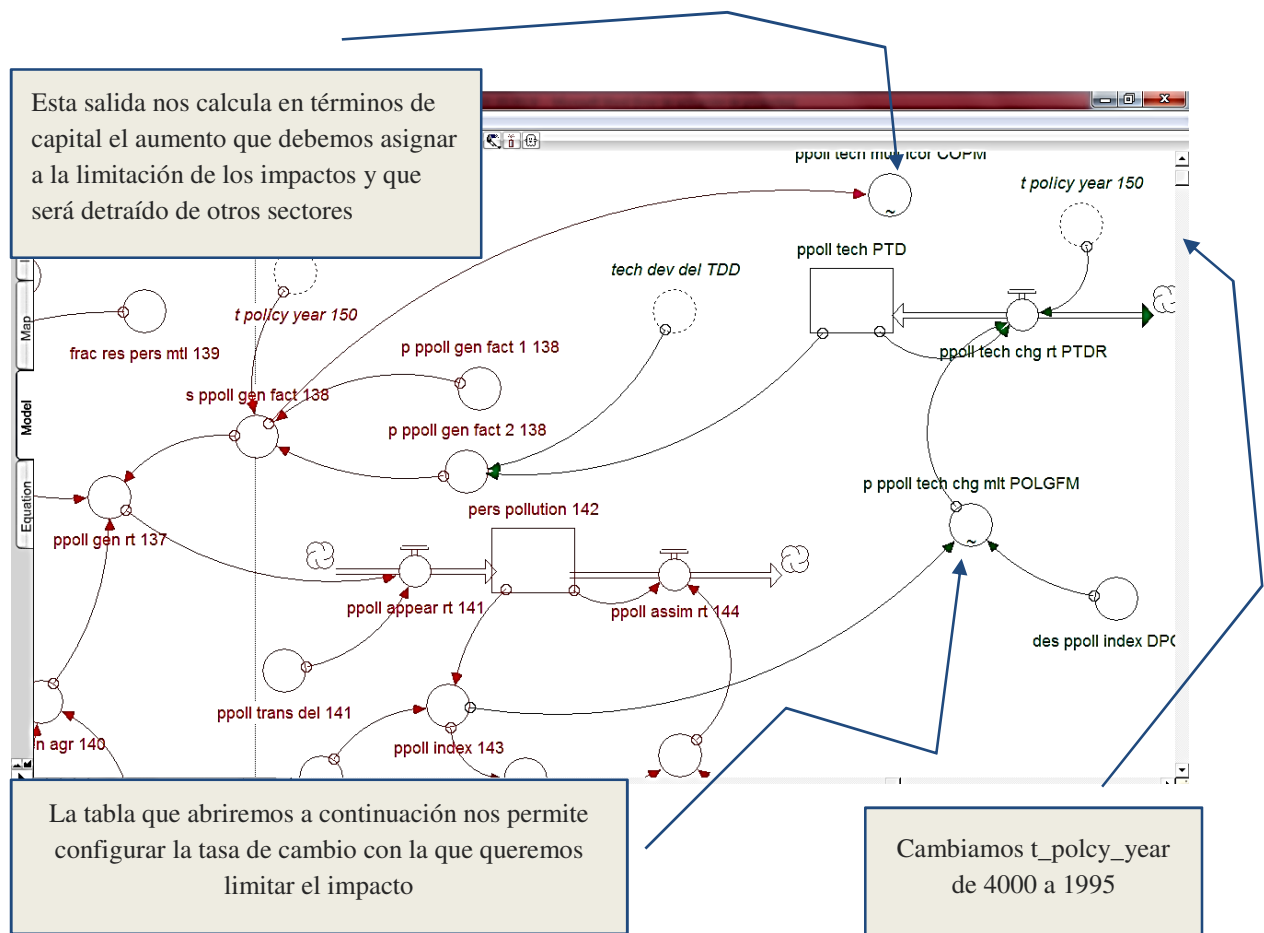 Esta salida nos calcula en términos de
capital el aumento que debemos asignar
a la limitación de los impactos y que
será detraído de otros sectores
t policy year 150
ppoll tech PTD
tech dev del TDD
t policy year 150
Map
frac res pers mtl 139
p ppoll gen fact 1 138
ppoll tech chg rt PTDR
s ppoll gen fact 138
Model
p ppoll gen fact 2 138
p ppoll tech chg mlt POLGFM
Equation
pers pollution 142
ppoll gen rt 137
ppoll appear rt 141
ppoll assim rt 144
des ppoll index
ppoll trans del 141
n agr 140
ppoll index 143
La tabla que abriremos a continuación nos permite
configurar la tasa de cambio con la que queremos
limitar el impacto
Cambiamos t_polcy_year
de 4000 a 1995